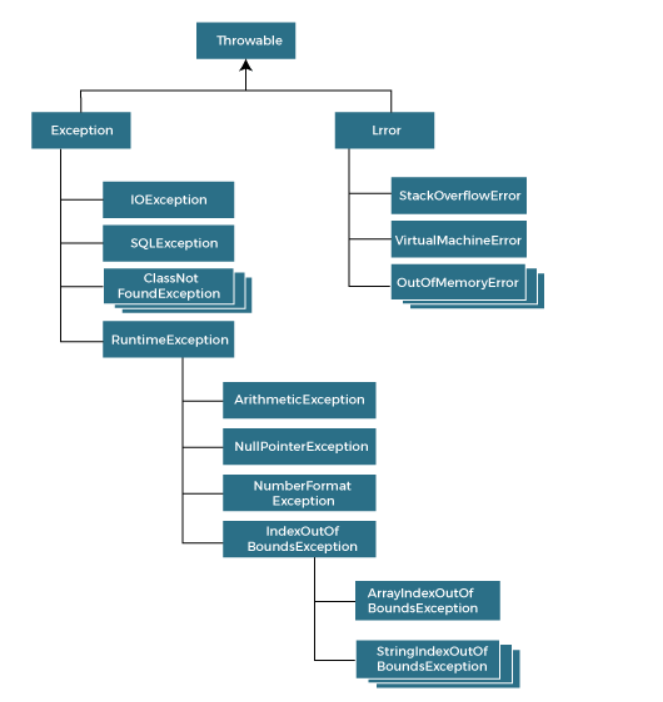 Throwable
Exception
Lrror
IOException
StackOverflowError
SQLException
VirtualMachineError
ClassNot
FoundException
OutOfMemoryError
RuntimeException
ArithmeticException
NullPointerException
NumberFormat
Exception
IndexOutOf
BoundsException
ArrayIndexOutOf
BoundsException
StringIndexOutOf
BoundsException